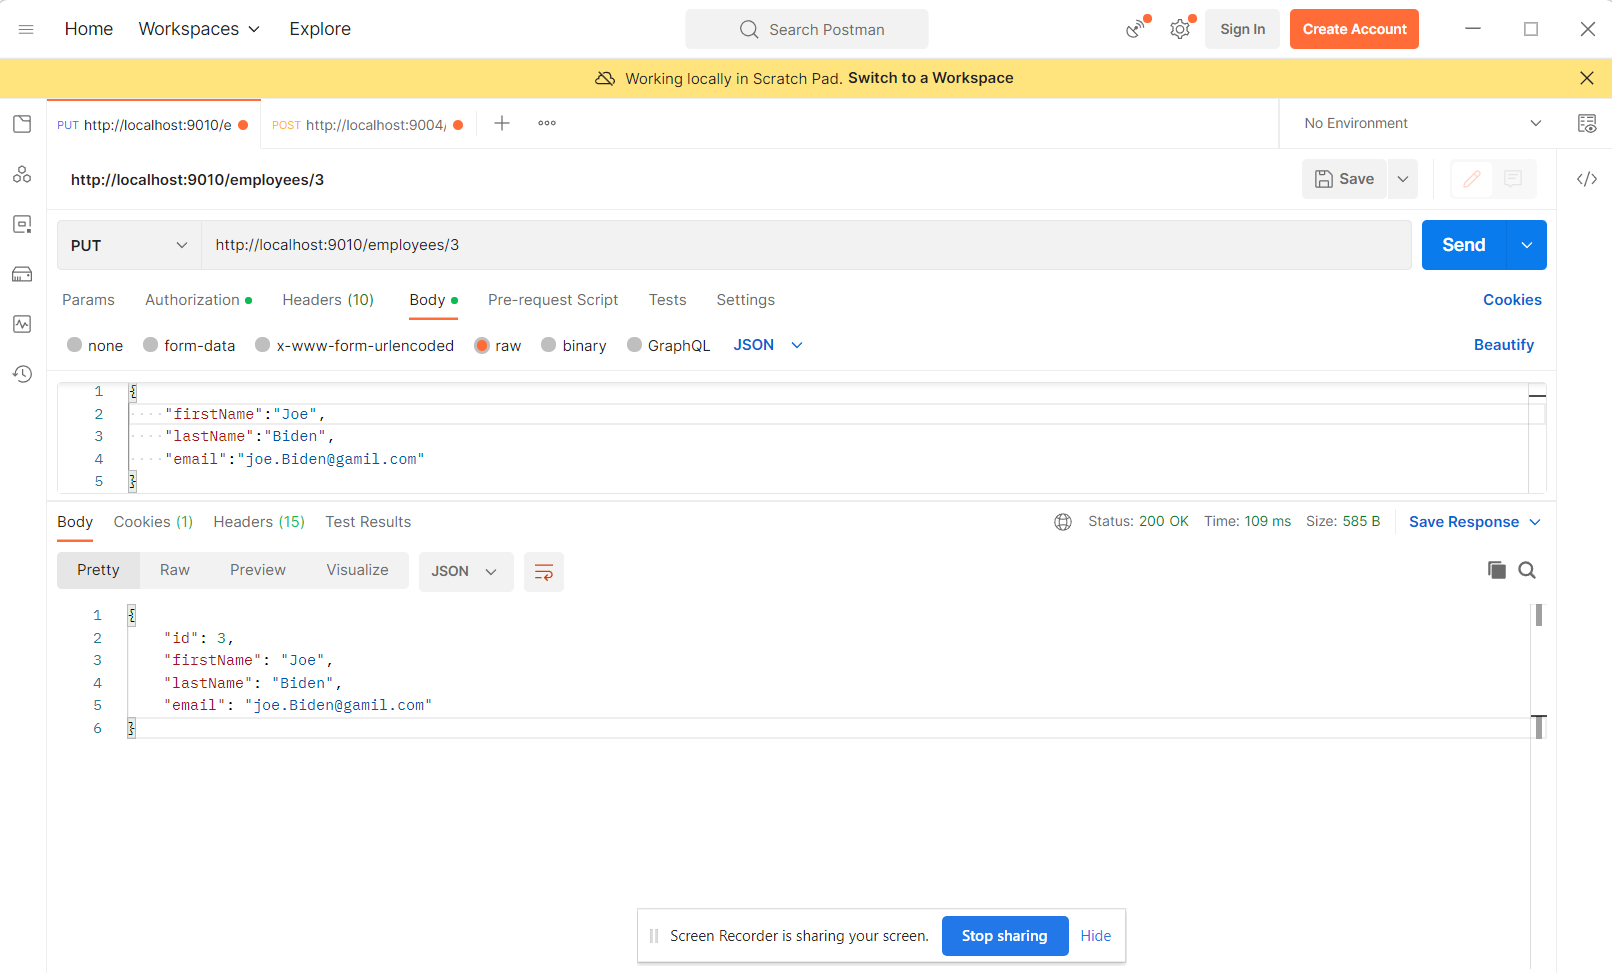 Home Workspaces Explore Search Postman Sign In Create Account
Working locally in Scratch Pad. Switch to a Workspace
PUT http://localhost:9010/e POST http://localhost:9004/ No Environment
http://localhost:9010/employees/3 Save
PUT http://localhost:9010/employees/3 Send
Params Authorization Headers (10) Body Pre-request Script Tests Settings Cookies
none form-data x-www-form-urlencoded raw binary GraphQL JSON Beautify
1 {
2 "firstName":"Joe",
3 "lastName":"Biden",
4 "email":"joe.Biden@gamil.com"
5 }
Body Cookies (1) Headers (15) Test Results Status: 200 OK Time: 109 ms Size: 585 B Save Response
Pretty Raw Preview Visualize JSON
1 {
2 "id": 3,
3 "firstName": "Joe",
4 "lastName": "Biden",
5 "email": "joe.Biden@gamil.com"
6 }
Screen Recorder is sharing your screen. Stop sharing Hide